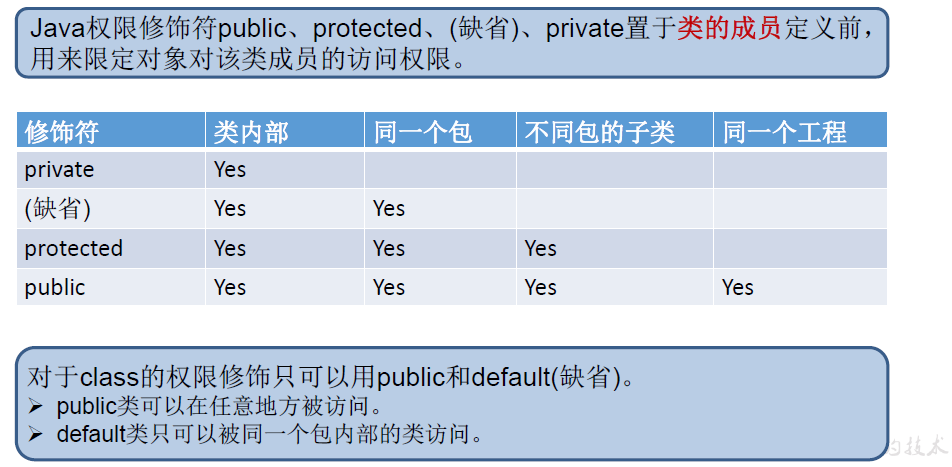 Java权限修饰符public、protected、(缺省)、private置于类的成员定义前，
用来限定对象对该类成员的访问权限。
修饰符 类内部 同一个包 不同包的子类 同一个工程
private Yes
(缺省) Yes Yes
protected Yes Yes Yes
public Yes Yes Yes Yes
对于class的权限修饰只可以用public和default(缺省)。
➢ public类可以在任意地方被访问。
➢ default类只可以被同一个包内部的类访问。
的技术